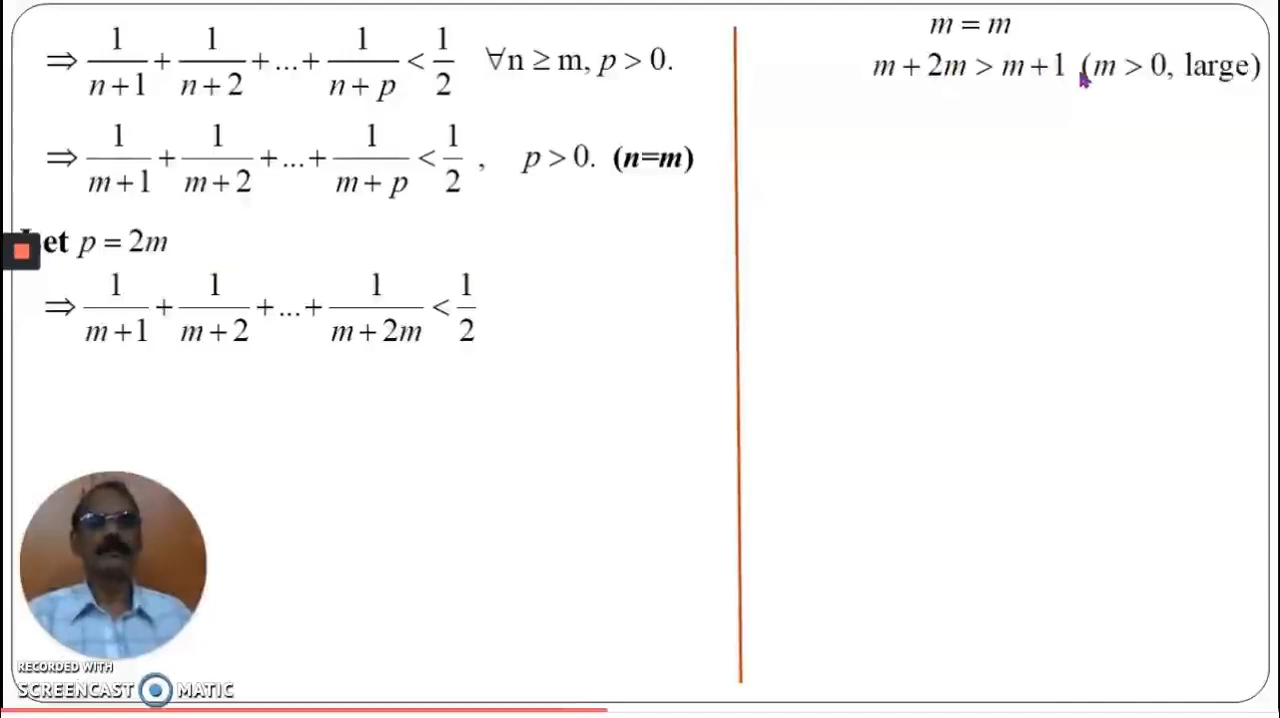 ⇒ 1/(n+1) + 1/(n+2) + ... + 1/(n+p) < 1/2 ∀n ≥ m, p > 0.
⇒ 1/(m+1) + 1/(m+2) + ... + 1/(m+p) < 1/2 , p > 0. (n=m)
et p = 2m
⇒ 1/(m+1) + 1/(m+2) + ... + 1/(m+2m) < 1/2
m = m
m + 2m > m + 1 (m > 0, large)
RECORDED WITH
SCREENCAST MATIC